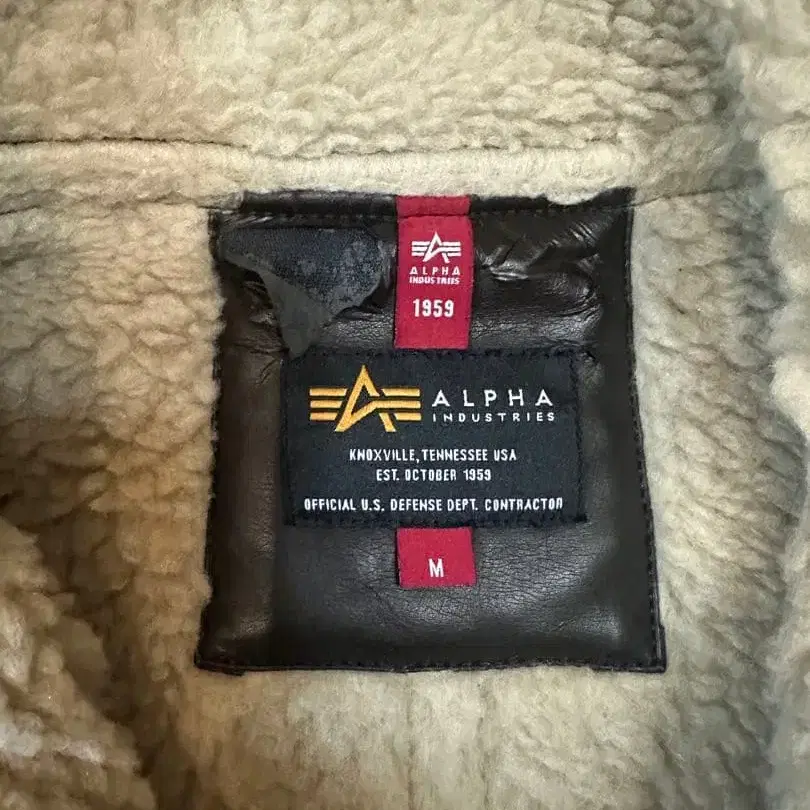 ALPHA
INDUSTRIES
1959
ALPHA
INDUSTRIES
KNOXVILLE, TENNESSEE USA
EST. OCTOBER 1959
OFFICIAL U.S. DEFENSE DEPT. CONTRACTOR
M